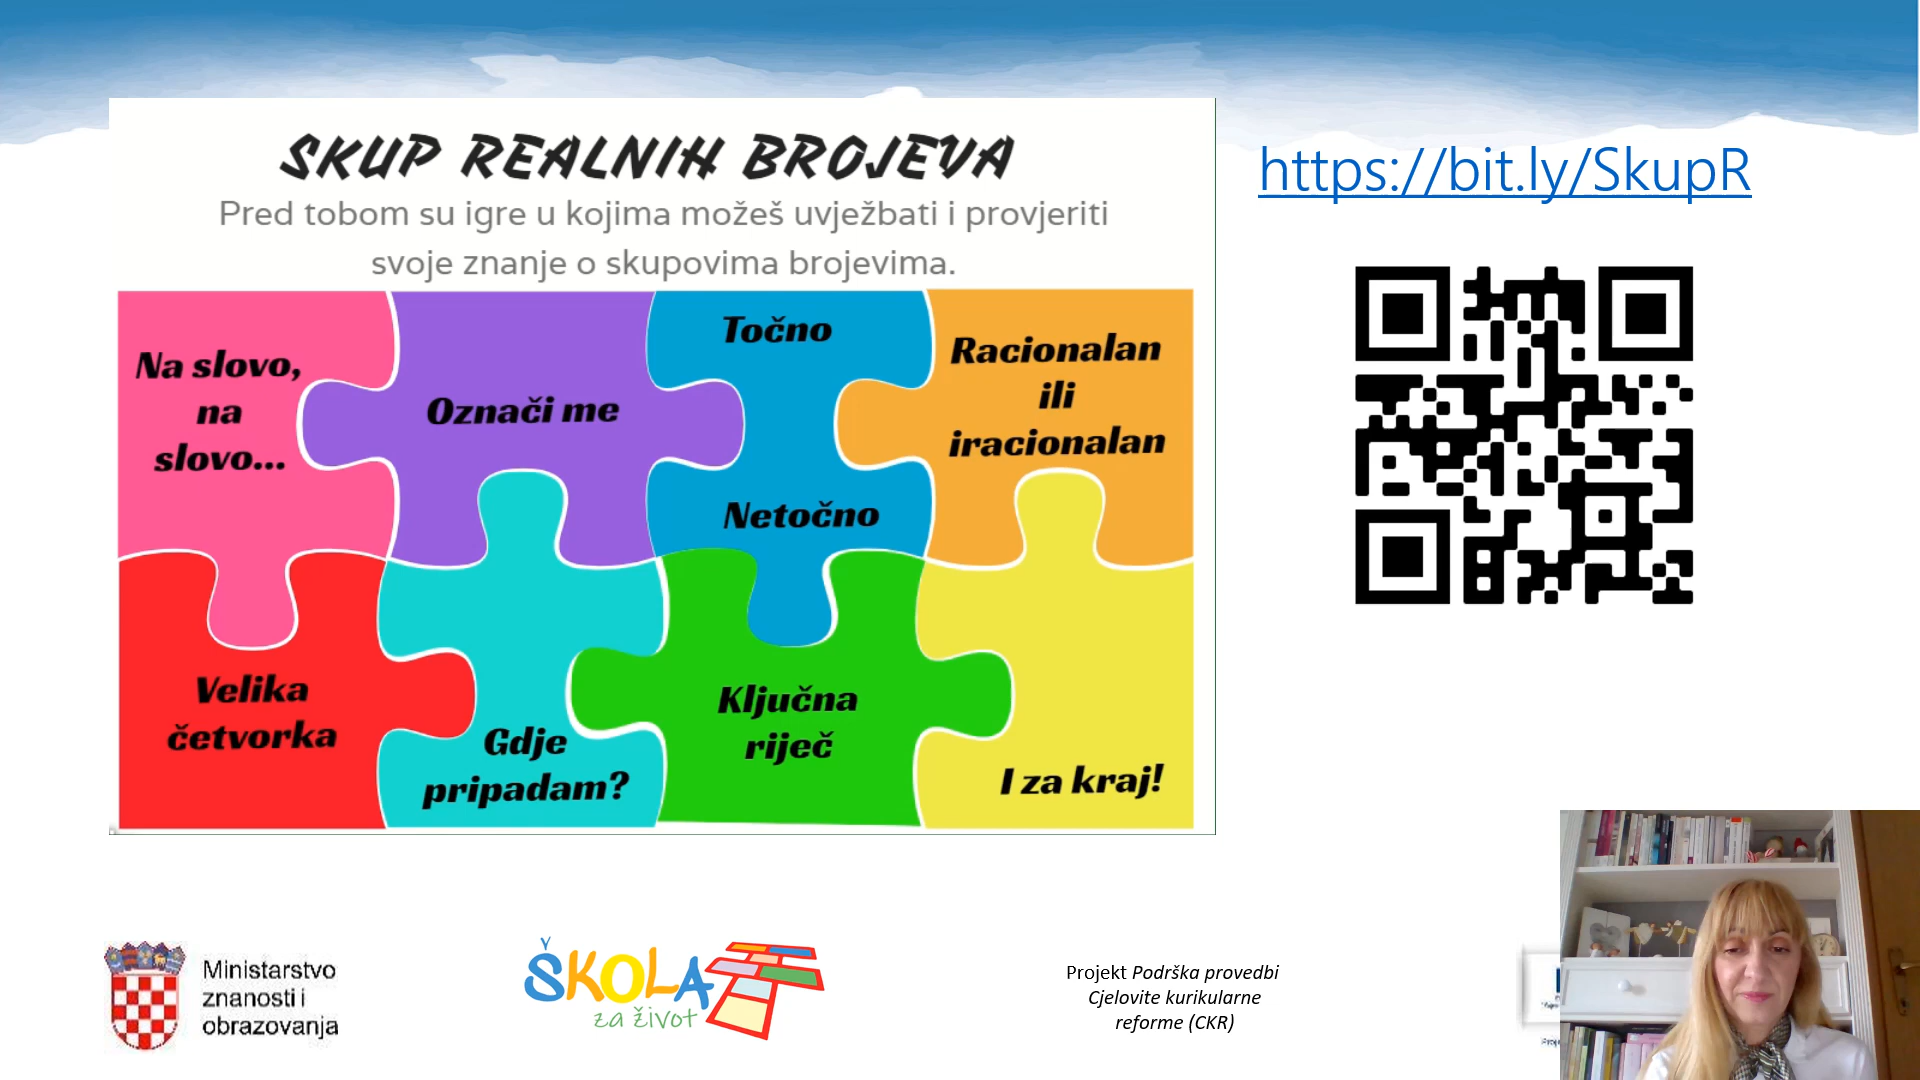 SKUP REALNIH BROJEVA
Pred tobom su igre u kojima možeš uvježbati i provjeriti
svoje znanje o skupovima brojevima.
https://bit.ly/SkupR
Na slovo,
na
slovo...
Označi me
Točno
Netočno
Racionalan
ili
iracionalan
Velika
četvorka
Gdje
pripadam?
Ključna
riječ
I za kraj!
Ministarstvo
znanosti i
obrazovanja
ŠKOLA
za život
Projekt Podrška provedbi
Cjelovite kurikularne
reforme (CKR)